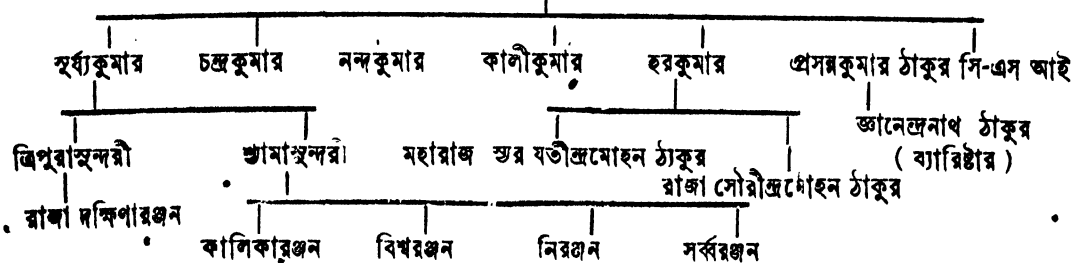 সূর্য্যকুমার চন্দ্রকুমার নন্দকুমার কালীকুমার হরকুমার প্রসন্নকুমার ঠাকুর সি-এস আই
জ্ঞানেন্দ্রনাথ ঠাকুর
ত্রিপুরাসুন্দরী শ্যামাসুন্দরী মহারাজ স্যর যতীন্দ্রমোহন ঠাকুর ( ব্যারিষ্টার )
রাজা সৌরীন্দ্রমোহন ঠাকুর
রাজা দক্ষিণারঞ্জন
কালিকারঞ্জন বিশ্বরঞ্জন নিরঞ্জন সর্ব্বরঞ্জন